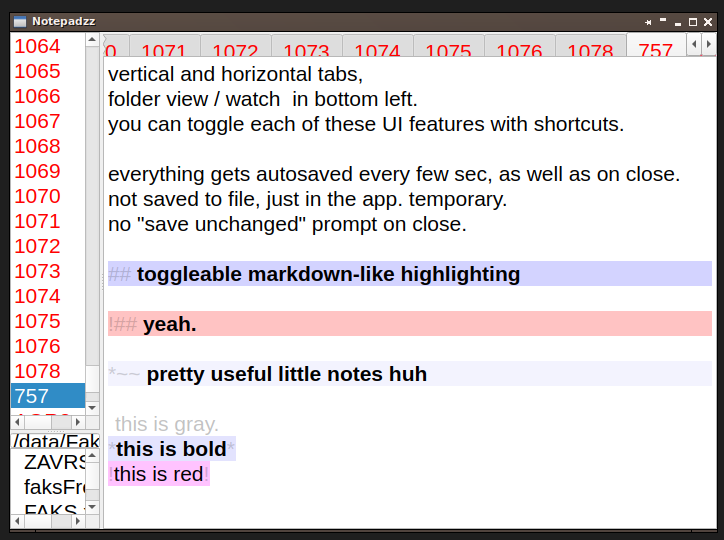 Notepadzz
1064
1065
1066
1067
1068
1069
1070
1071
1072
1073
1074
1075
1076
1078
757
/data/Fak
ZAVRS
faksFr
FAKS
0 1071 1072 1073 1074 1075 1076 1078 757
vertical and horizontal tabs,
folder view / watch in bottom left.
you can toggle each of these UI features with shortcuts.
everything gets autosaved every few sec, as well as on close.
not saved to file, just in the app. temporary.
no "save unchanged" prompt on close.
## toggleable markdown-like highlighting
!## yeah.
*~~ pretty useful little notes huh
this is gray.
*this is bold*
!this is red!